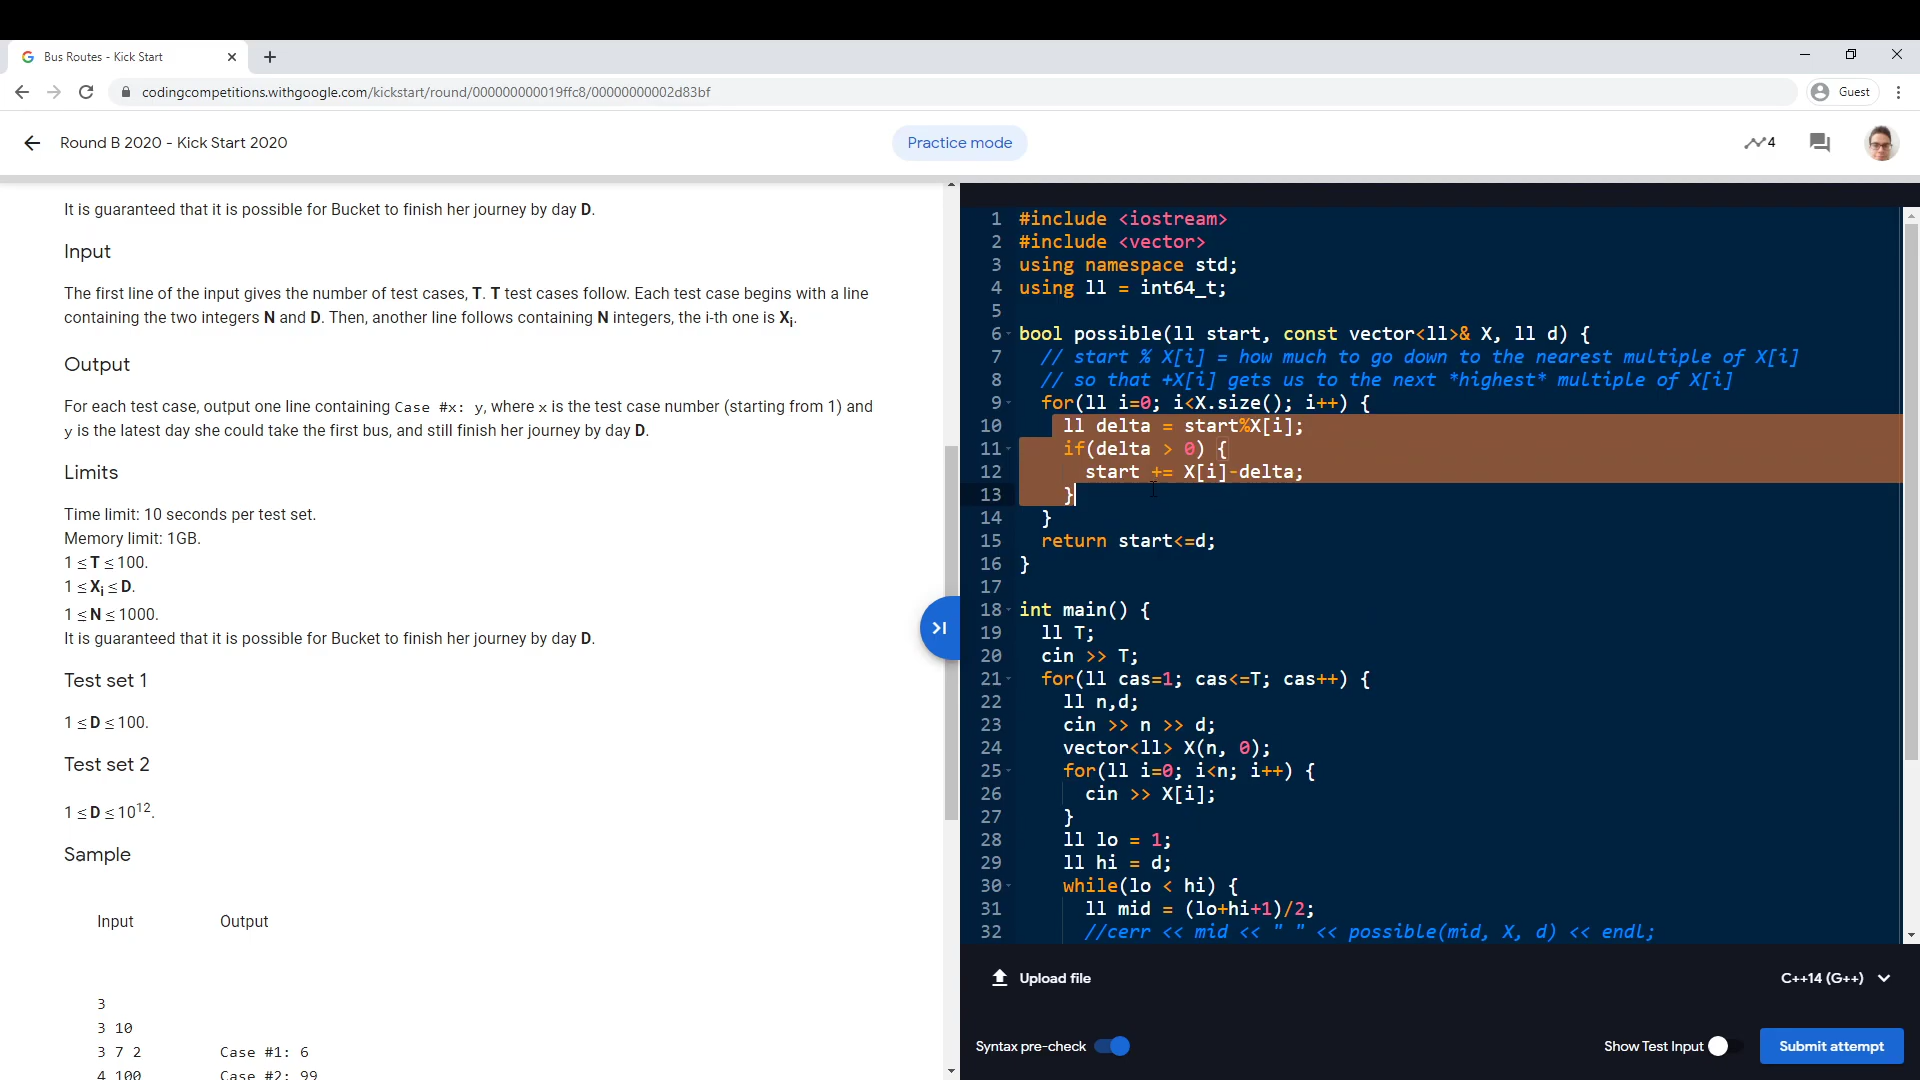 Bus Routes - Kick Start
codingcompetitions.withgoogle.com/kickstart/round/000000000019ffc8/00000000002d83bf
Guest
Round B 2020 - Kick Start 2020
Practice mode
4
It is guaranteed that it is possible for Bucket to finish her journey by day D.
Input
The first line of the input gives the number of test cases, T. T test cases follow. Each test case begins with a line
containing the two integers N and D. Then, another line follows containing N integers, the i-th one is Xi.
Output
For each test case, output one line containing Case #x: y, where x is the test case number (starting from 1) and
y is the latest day she could take the first bus, and still finish her journey by day D.
Limits
Time limit: 10 seconds per test set.
Memory limit: 1GB.
1 ≤ T ≤ 100.
1 ≤ Xi ≤ D.
1 ≤ N ≤ 1000.
It is guaranteed that it is possible for Bucket to finish her journey by day D.
Test set 1
1 ≤ D ≤ 100.
Test set 2
1 ≤ D ≤ 10^12.
Sample
Input Output
3
3 10
3 7 2 Case #1: 6
4 100 Case #2: 99
1 #include <iostream>
2 #include <vector>
3 using namespace std;
4 using ll = int64_t;
5
6 bool possible(ll start, const vector<ll>& X, ll d) {
7 // start % X[i] = how much to go down to the nearest multiple of X[i]
8 // so that +X[i] gets us to the next *highest* multiple of X[i]
9 for(ll i=0; i<X.size(); i++) {
10 ll delta = start%X[i];
11 if(delta > 0) {
12 start += X[i]-delta;
13 }
14 }
15 return start<=d;
16 }
17
18 int main() {
19 ll T;
20 cin >> T;
21 for(ll cas=1; cas<=T; cas++) {
22 ll n,d;
23 cin >> n >> d;
24 vector<ll> X(n, 0);
25 for(ll i=0; i<n; i++) {
26 cin >> X[i];
27 }
28 ll lo = 1;
29 ll hi = d;
30 while(lo < hi) {
31 ll mid = (lo+hi+1)/2;
32 //cerr << mid << " " << possible(mid, X, d) << endl;
Upload file
C++14 (G++)
Syntax pre-check
Show Test Input
Submit attempt